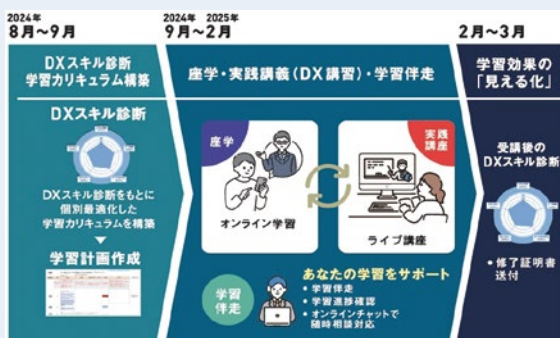 2024年
8月～9月
2024年　2025年
9月～2月
2月～3月
DXスキル診断
学習カリキュラム構築
座学・実践講義(DX講習)・学習伴走
学習効果の
「見える化」
DXスキル診断
DXスキル診断をもとに
個別最適化した
学習カリキュラムを構築
学習計画作成
座学
オンライン学習
実践
講座
ライブ講座
学習
伴走
あなたの学習をサポート
・学習伴走
・学習進捗確認
・オンラインチャットで
随時相談対応
受講後の
DXスキル診断
・修了証明書
送付